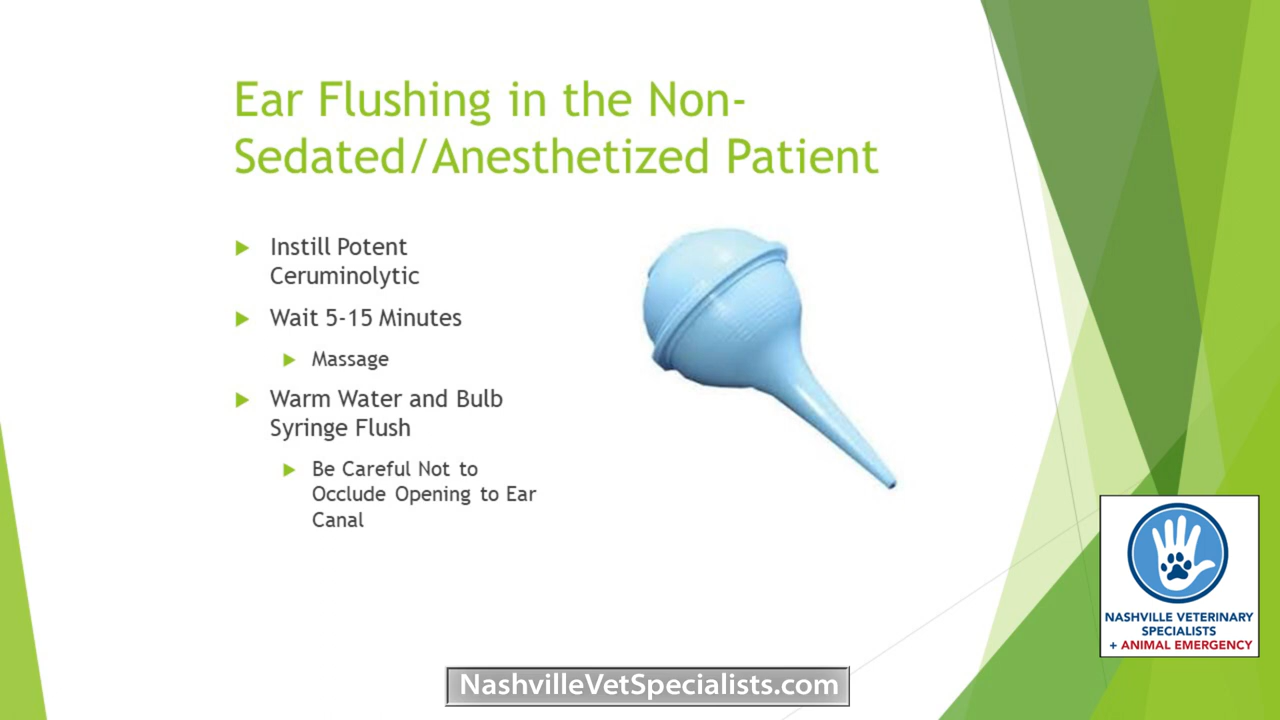 Ear Flushing in the Non-
Sedated/Anesthetized Patient
Instill Potent
Ceruminolytic
Wait 5-15 Minutes
Massage
Warm Water and Bulb
Syringe Flush
Be Careful Not to
Occlude Opening to Ear
Canal
NASHVILLE VETERINARY
SPECIALISTS
+ ANIMAL EMERGENCY
NashvilleVetSpecialists.com